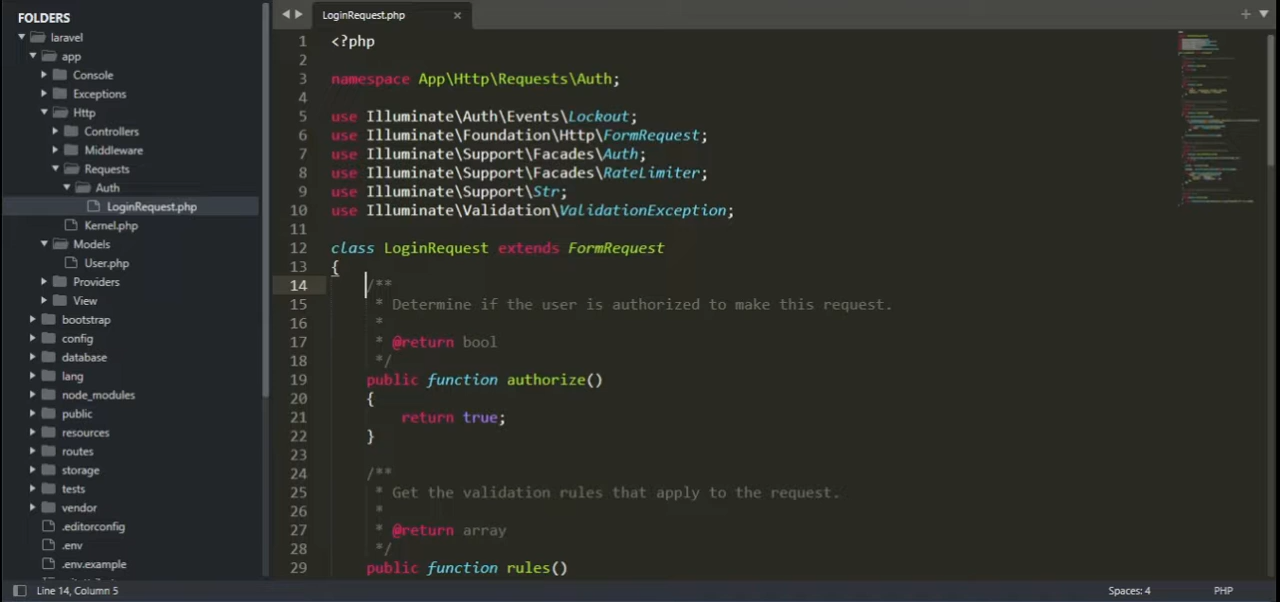 FOLDERS
laravel
app
Console
Exceptions
Http
Controllers
Middleware
Requests
Auth
LoginRequest.php
Kernel.php
Models
User.php
Providers
View
bootstrap
config
database
lang
node_modules
public
resources
routes
storage
tests
vendor
.editorconfig
.env
.env.example
LoginRequest.php ×
1 <?php
2
3 namespace App\Http\Requests\Auth;
4
5 use Illuminate\Auth\Events\Lockout;
6 use Illuminate\Foundation\Http\FormRequest;
7 use Illuminate\Support\Facades\Auth;
8 use Illuminate\Support\Facades\RateLimiter;
9 use Illuminate\Support\Str;
10 use Illuminate\Validation\ValidationException;
11
12 class LoginRequest extends FormRequest
13 {
14 /**
15 * Determine if the user is authorized to make this request.
16 *
17 * @return bool
18 */
19 public function authorize()
20 {
21 return true;
22 }
23
24 /**
25 * Get the validation rules that apply to the request.
26 *
27 * @return array
28 */
29 public function rules()
Line 14, Column 5
Spaces: 4
PHP